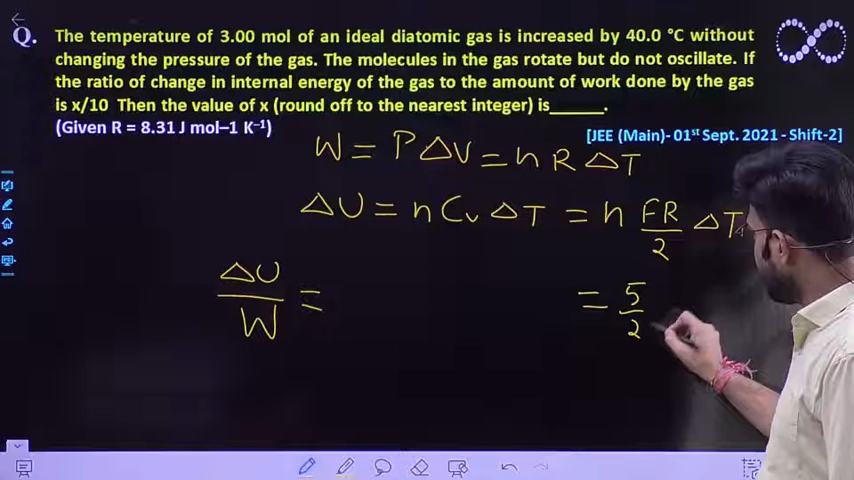 Q. The temperature of 3.00 mol of an ideal diatomic gas is increased by 40.0 °C without
changing the pressure of the gas. The molecules in the gas rotate but do not oscillate. If
the ratio of change in internal energy of the gas to the amount of work done by the gas
is x/10 Then the value of x (round off to the nearest integer) is_____.
(Given R = 8.31 J mol–1 K⁻¹)
[JEE (Main)- 01st Sept. 2021 - Shift-2]
W = PΔV = nRΔT
ΔU = nCᵥΔT = n FR/2 ΔT
ΔU/W = = 5/2